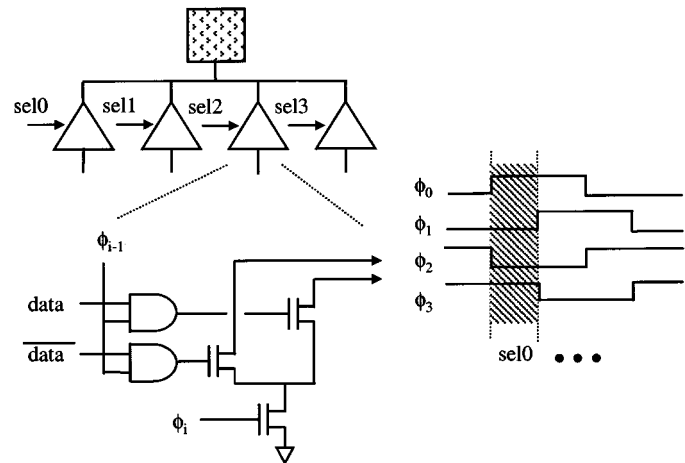 sel0
sel1
sel2
sel3
ϕi-1
data
data
ϕi
ϕ0
ϕ1
ϕ2
ϕ3
sel0